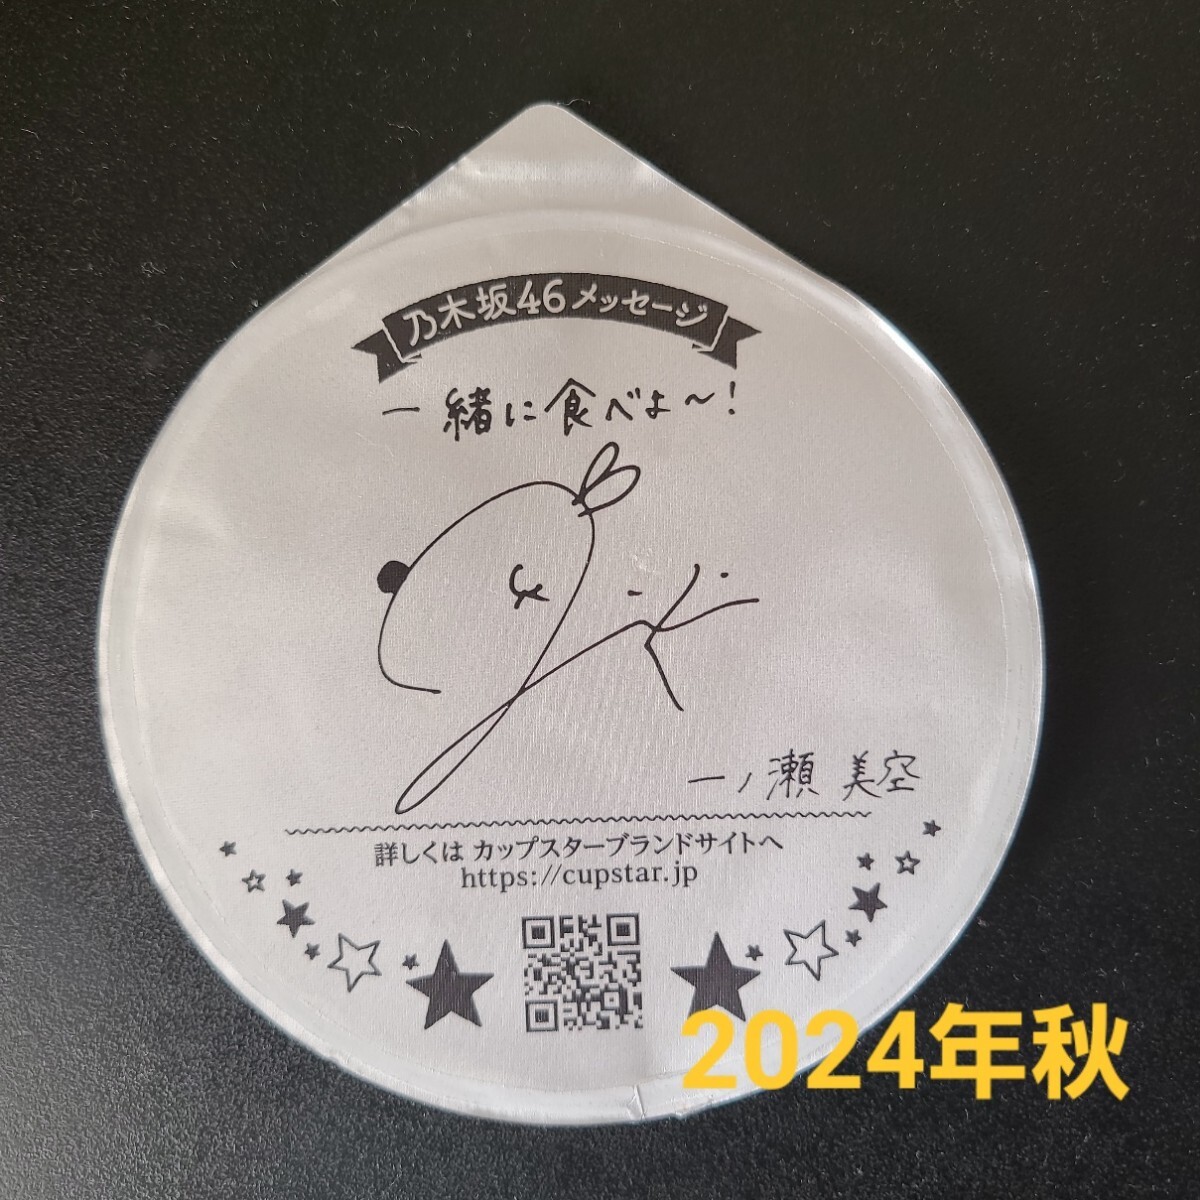 乃木坂46メッセージ
一緒に食べよ〜!
一ノ瀬 美空
詳しくは カップスターブランドサイトへ
https://cupstar.jp
2024年秋